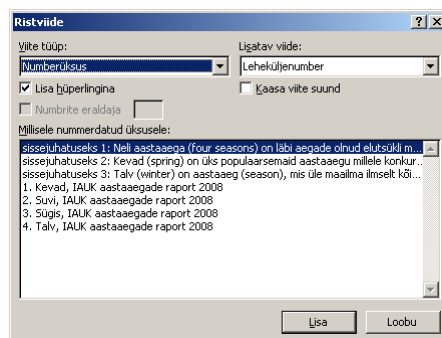 Ristviide
Viite tüüp:
Lisatav viide:
Numberüksus
Leheküljenumber
Lisa hüperlingina
Kaasa viite suund
Numbrite eraldaja
Millisele nummerdatud üksusele:
sissejuhatuseks 1: Neli aastaaega (four seasons) on läbi aegade olnud elutsükli m...
sissejuhatuseks 2: Kevad (spring) on üks populaarsemaid aastaaegu millele konkur...
sissejuhatuseks 3: Talv (winter) on aastaaeg (season), mis üle maailma ilmselt kõi...
1. Kevad, IAUK aastaaegade raport 2008
2. Suvi, IAUK aastaaegade raport 2008
3. Sügis, IAUK aastaaegade raport 2008
4. Talv, IAUK aastaaegade raport 2008
Lisa
Loobu